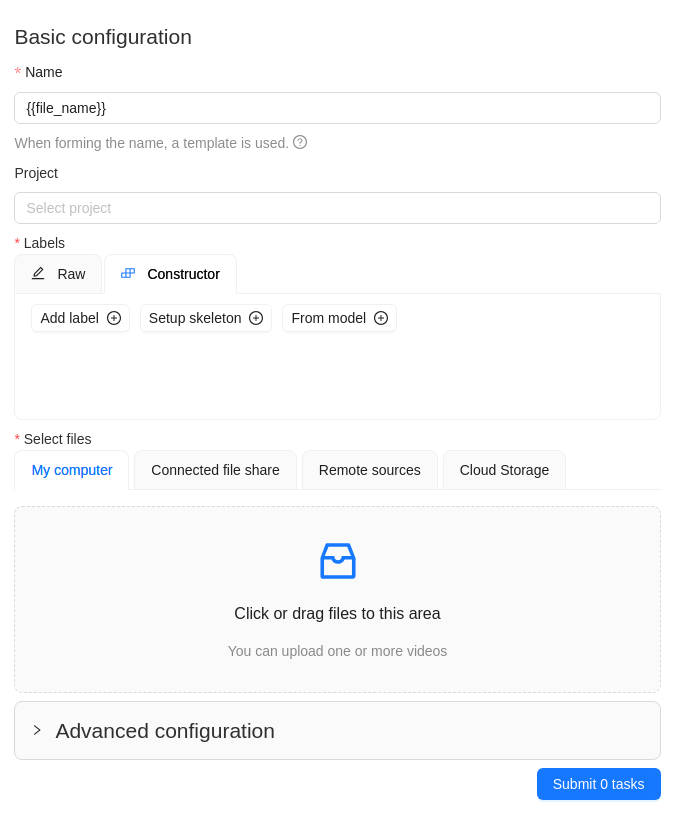 Basic configuration
* Name
{{file_name}}
When forming the name, a template is used.
Project
Select project
* Labels
Raw Constructor
Add label Setup skeleton From model
* Select files
My computer Connected file share Remote sources Cloud Storage
Click or drag files to this area
You can upload one or more videos
Advanced configuration
Submit 0 tasks